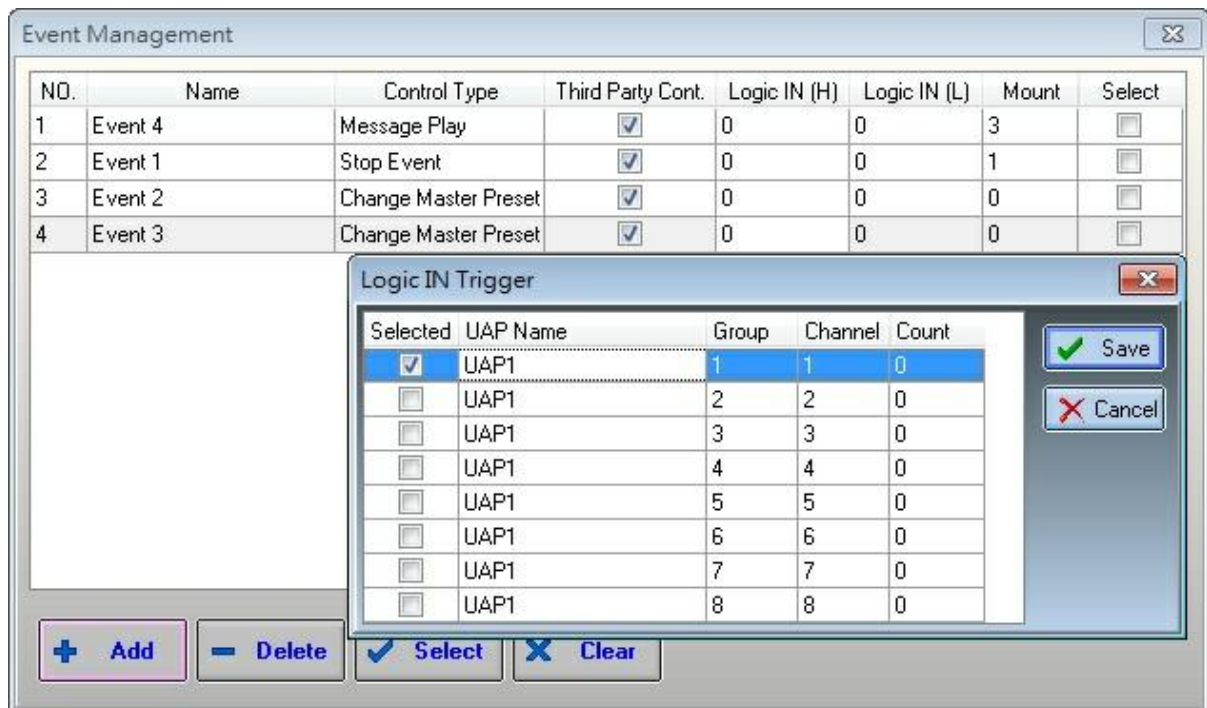 Event Management
NO. Name Control Type Third Party Cont. Logic IN (H) Logic IN (L) Mount Select
1 Event 4 Message Play 0 0 3
2 Event 1 Stop Event 0 0 1
3 Event 2 Change Master Preset 0 0 0
4 Event 3 Change Master Preset 0 0 0
Logic IN Trigger
Selected UAP Name Group Channel Count
UAP1 1 1 0
UAP1 2 2 0
UAP1 3 3 0
UAP1 4 4 0
UAP1 5 5 0
UAP1 6 6 0
UAP1 7 7 0
UAP1 8 8 0
Save
Cancel
Add Delete Select Clear